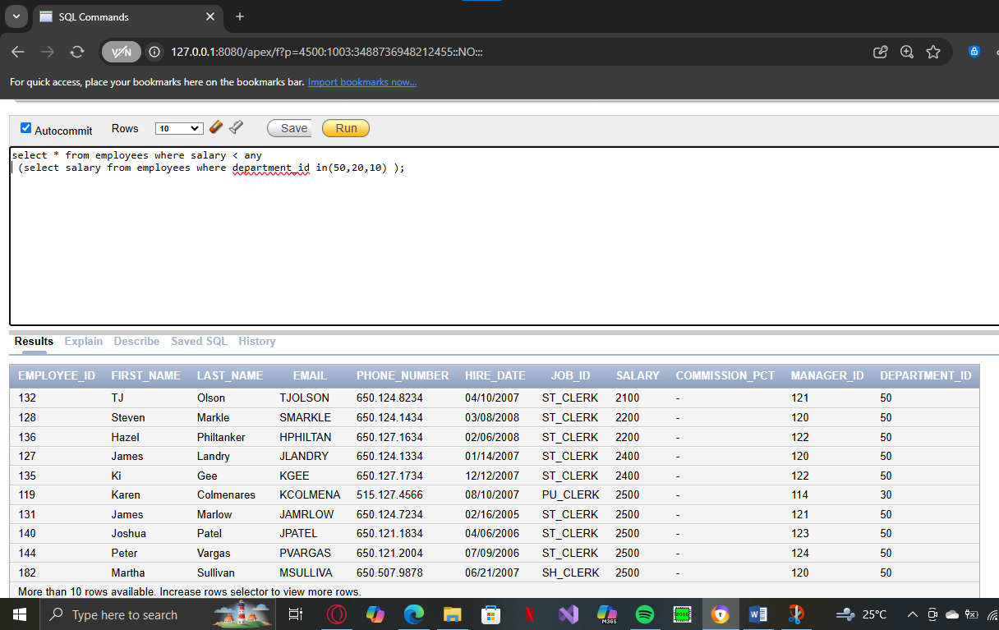 SQL Commands
VPN 127.0.0.1:8080/apex/f?p=4500:1003:3488736948212455::NO:::
For quick access, place your bookmarks here on the bookmarks bar. Import bookmarks now...
Autocommit Rows 10 Save Run
select * from employees where salary < any
(select salary from employees where department_id in(50,20,10) );
Results Explain Describe Saved SQL History
EMPLOYEE_ID FIRST_NAME LAST_NAME EMAIL PHONE_NUMBER HIRE_DATE JOB_ID SALARY COMMISSION_PCT MANAGER_ID DEPARTMENT_ID
132 TJ Olson TJOLSON 650.124.8234 04/10/2007 ST_CLERK 2100 - 121 50
128 Steven Markle SMARKLE 650.124.1434 03/08/2008 ST_CLERK 2200 - 120 50
136 Hazel Philtanker HPHILTAN 650.127.1634 02/06/2008 ST_CLERK 2200 - 122 50
127 James Landry JLANDRY 650.124.1334 01/14/2007 ST_CLERK 2400 - 120 50
135 Ki Gee KGEE 650.127.1734 12/12/2007 ST_CLERK 2400 - 122 50
119 Karen Colmenares KCOLMENA 515.127.4566 08/10/2007 PU_CLERK 2500 - 114 30
131 James Marlow JAMRLOW 650.124.7234 02/16/2005 ST_CLERK 2500 - 121 50
140 Joshua Patel JPATEL 650.121.1834 04/06/2006 ST_CLERK 2500 - 123 50
144 Peter Vargas PVARGAS 650.121.2004 07/09/2006 ST_CLERK 2500 - 124 50
182 Martha Sullivan MSULLIVA 650.507.9878 06/21/2007 SH_CLERK 2500 - 120 50
More than 10 rows available. Increase rows selector to view more rows.
Type here to search M365 8086 25°C